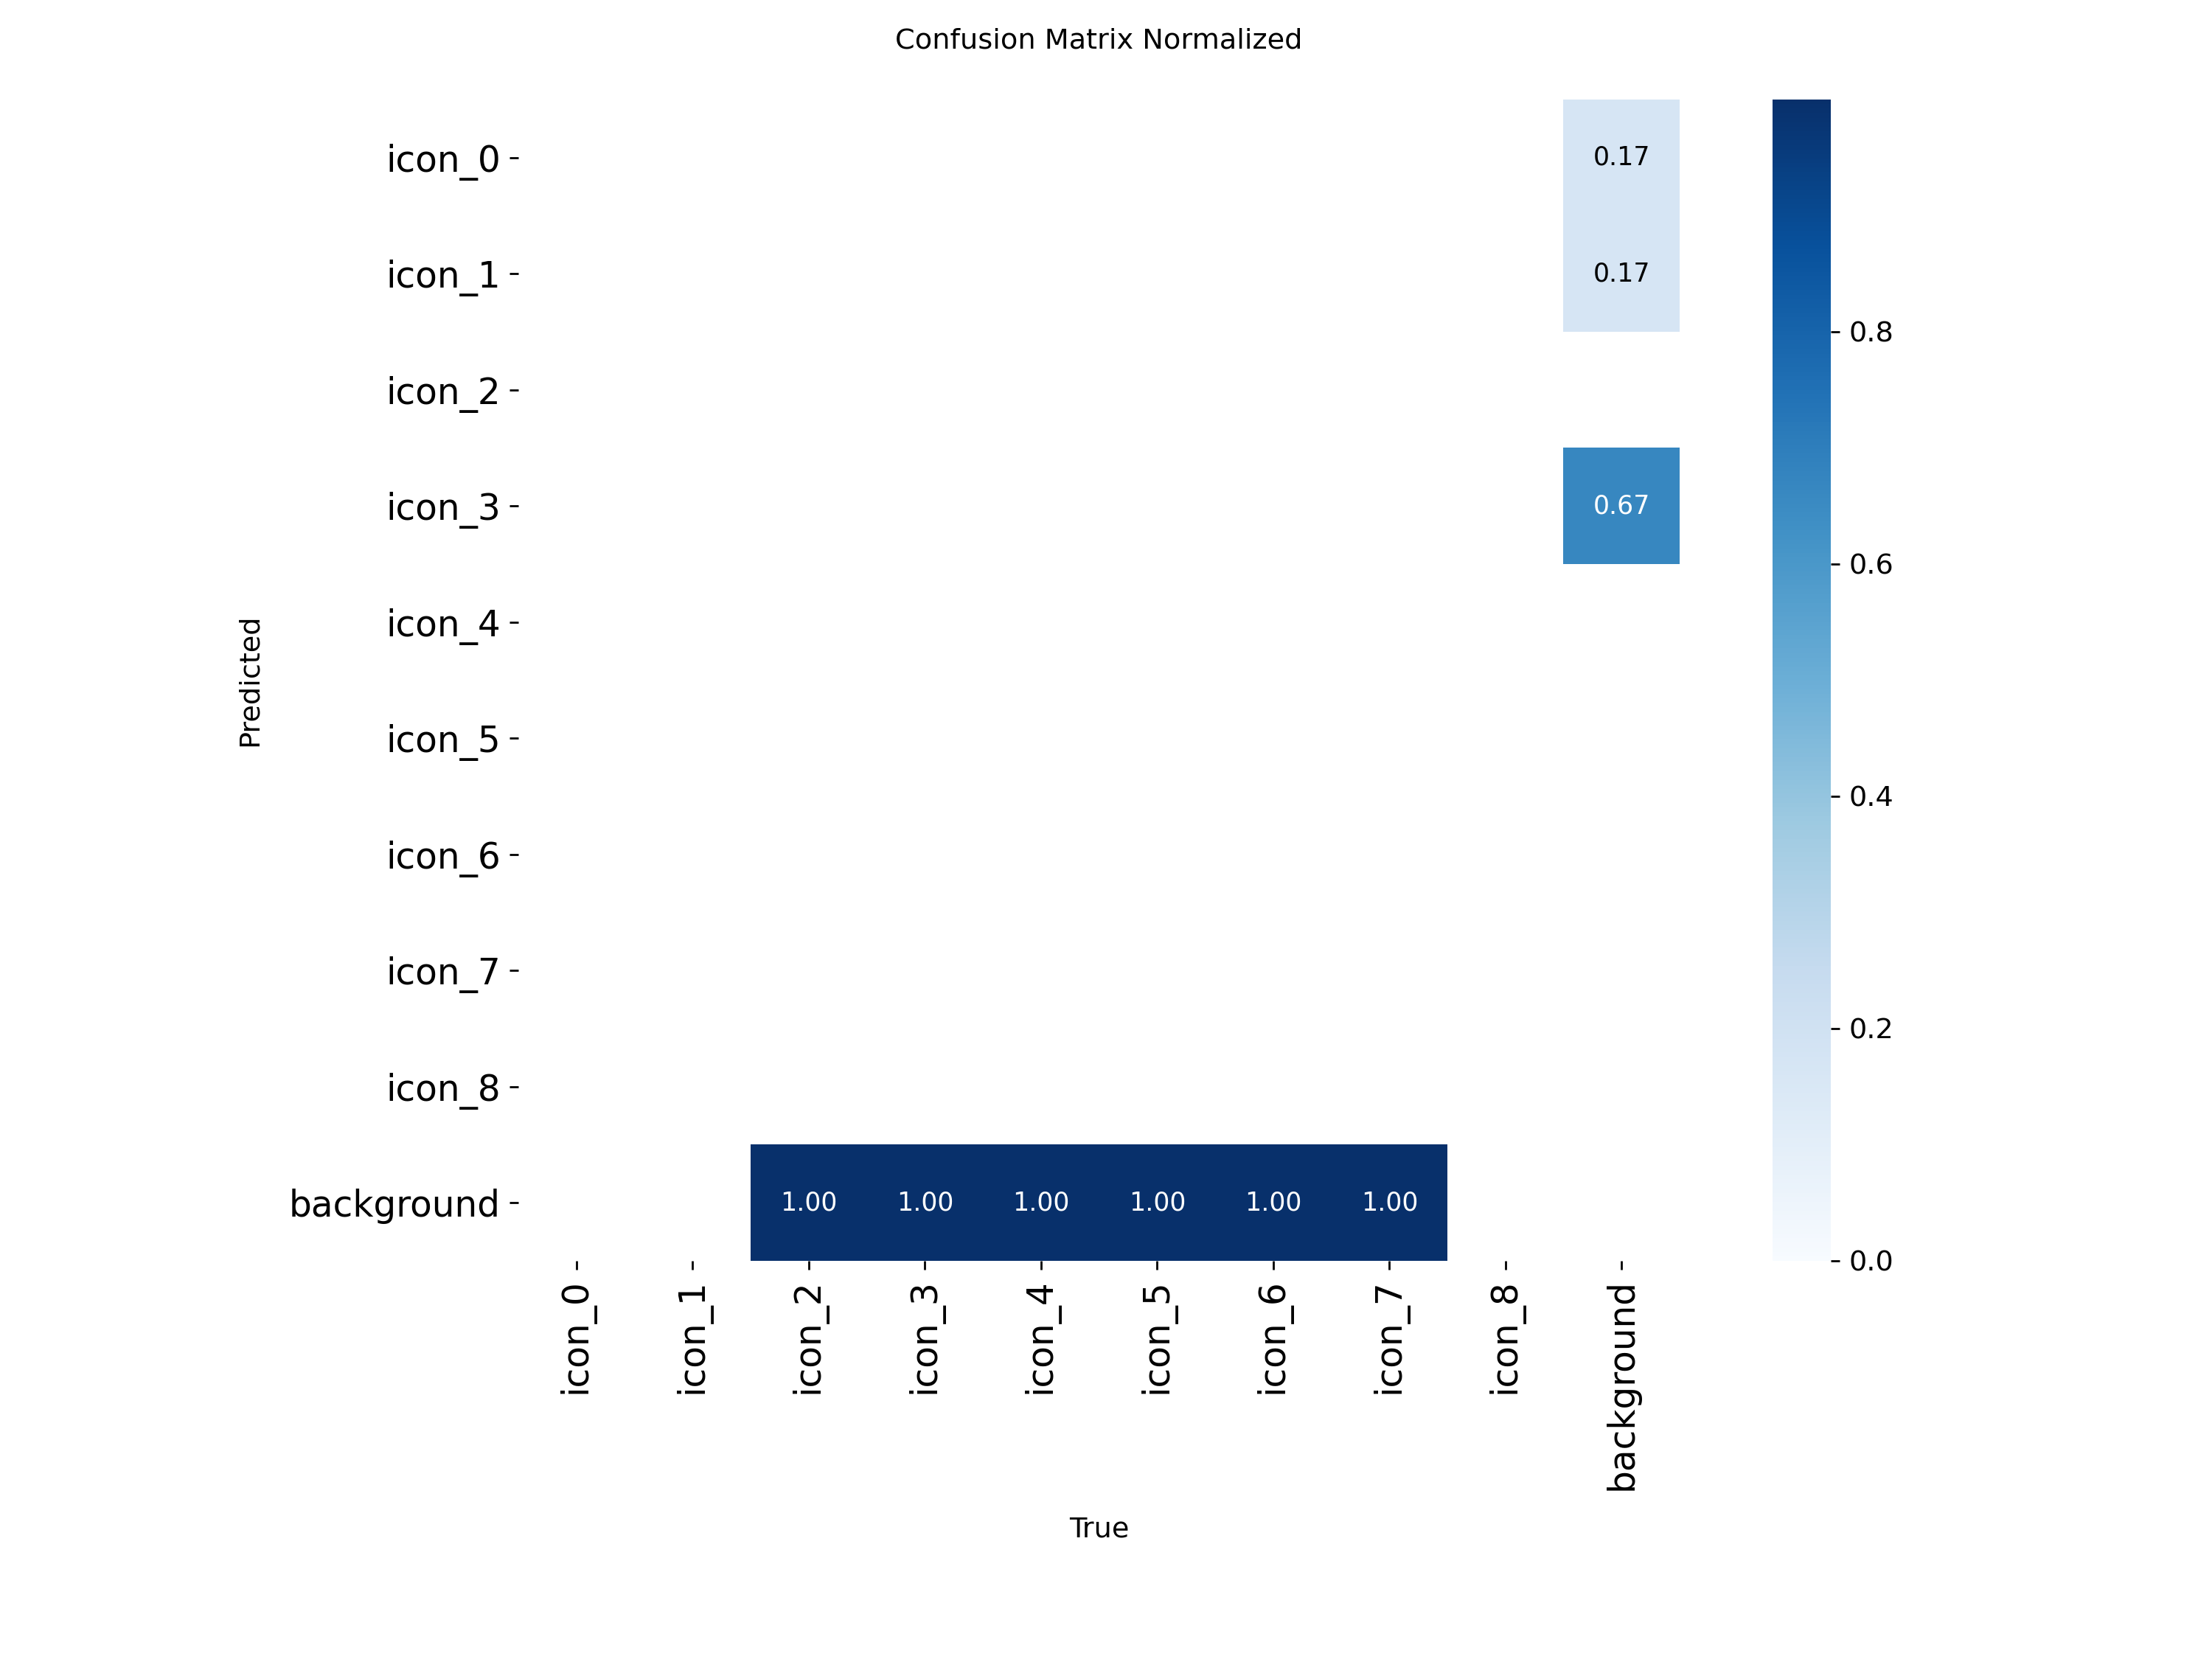 Confusion Matrix Normalized
icon_0
0.17
icon_1
0.17
icon_2
icon_3
0.67
icon_4
icon_5
icon_6
icon_7
icon_8
background
1.00 1.00 1.00 1.00 1.00 1.00
Predicted
icon_0 icon_1 icon_2 icon_3 icon_4 icon_5 icon_6 icon_7 icon_8 background
True
0.8
0.6
0.4
0.2
0.0